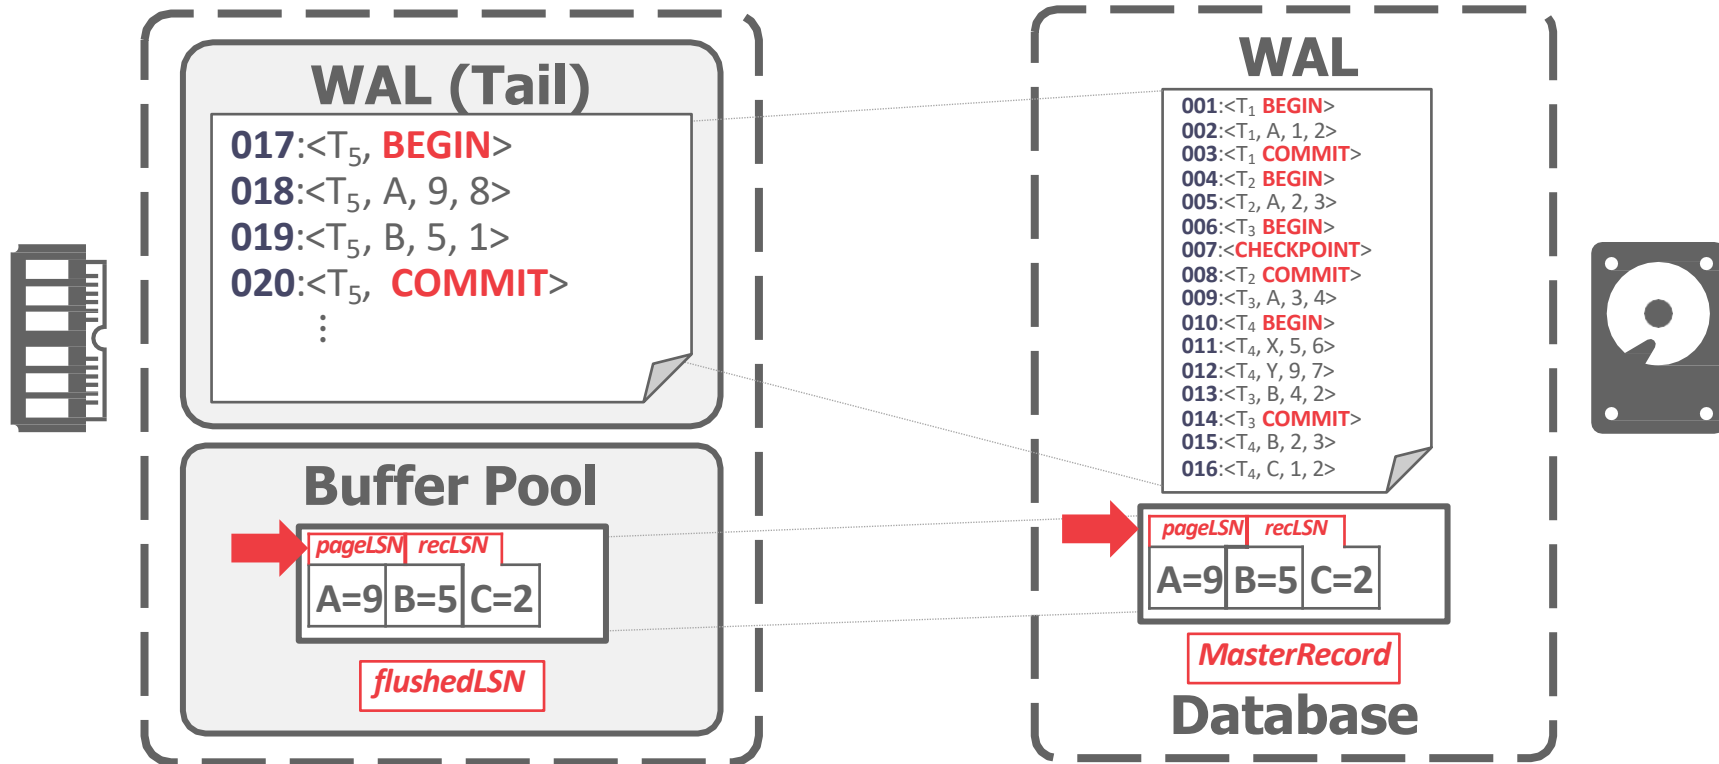 WAL (Tail)
017:<T5, BEGIN>
018:<T5, A, 9, 8>
019:<T5, B, 5, 1>
020:<T5, COMMIT>
⋮
Buffer Pool
pageLSN recLSN
A=9 B=5 C=2
flushedLSN
WAL
001:<T1 BEGIN>
002:<T1, A, 1, 2>
003:<T1 COMMIT>
004:<T2 BEGIN>
005:<T2, A, 2, 3>
006:<T3 BEGIN>
007:<CHECKPOINT>
008:<T2 COMMIT>
009:<T3, A, 3, 4>
010:<T4 BEGIN>
011:<T4, X, 5, 6>
012:<T4, Y, 9, 7>
013:<T3, B, 4, 2>
014:<T3 COMMIT>
015:<T4, B, 2, 3>
016:<T4, C, 1, 2>
pageLSN recLSN
A=9 B=5 C=2
MasterRecord
Database